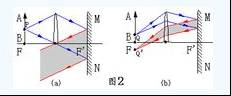 A M A M
P
B B Q
F F' N F Q' F' N
(a) 图2 (b)